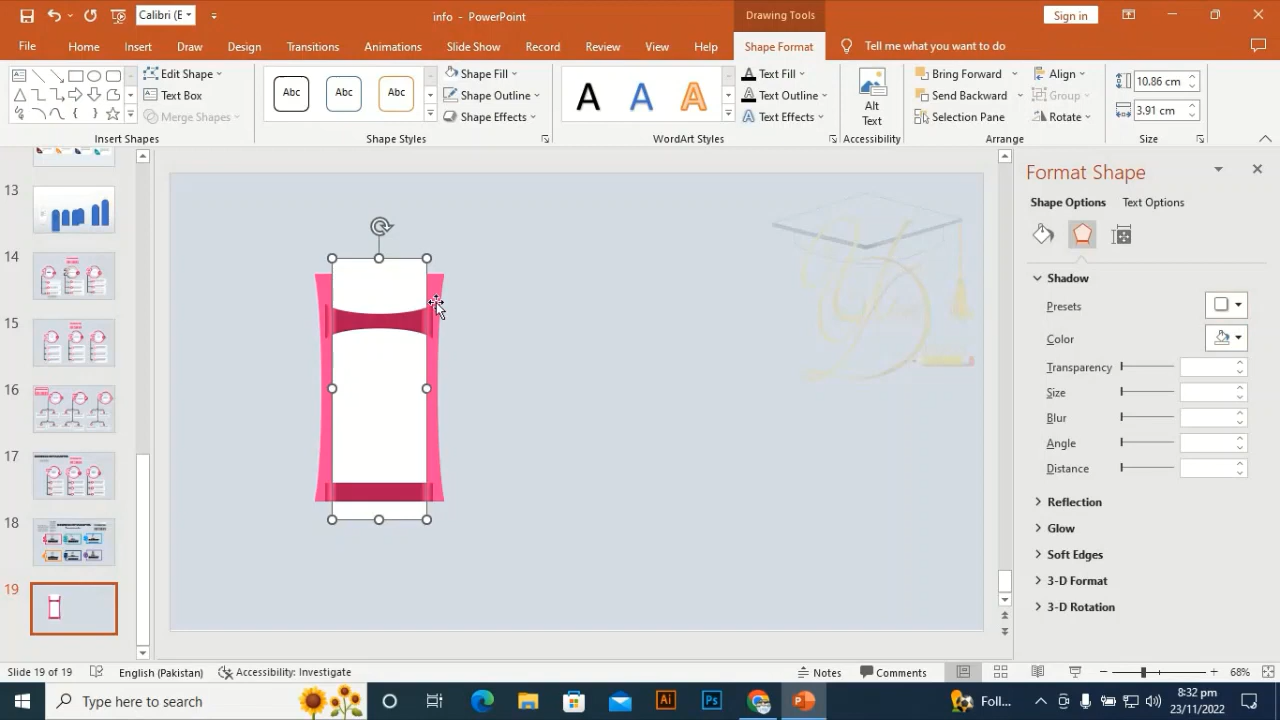 Calibri (E
info - PowerPoint
Drawing Tools
Sign in
File
Home
Insert
Draw
Design
Transitions
Animations
Slide Show
Record
Review
View
Help
Shape Format
Tell me what you want to do
Edit Shape
Text Box
Merge Shapes
Insert Shapes
Abc
Abc
Abc
Shape Fill
Shape Outline
Shape Effects
Shape Styles
A
A
A
Text Fill
Text Outline
Text Effects
WordArt Styles
Alt
Text
Accessibility
Bring Forward
Send Backward
Selection Pane
Align
Group
Rotate
Arrange
10.86 cm
3.91 cm
Size
13
14
15
16
17
18
19
Format Shape
Shape Options
Text Options
Shadow
Presets
Color
Transparency
Size
Blur
Angle
Distance
Reflection
Glow
Soft Edges
3-D Format
3-D Rotation
Slide 19 of 19
English (Pakistan)
Accessibility: Investigate
Notes
Comments
68%
Type here to search
Ai
Ps
Foll...
8:32 pm
23/11/2022